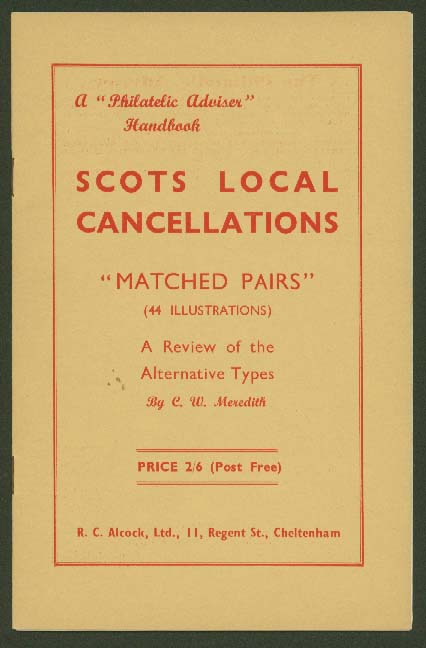 A "Philatelic Adviser"
Handbook
SCOTS LOCAL
CANCELLATIONS
"MATCHED PAIRS"
(44 ILLUSTRATIONS)
A Review of the
Alternative Types
By C. W. Meredith
PRICE 2/6 (Post Free)
R. C. Alcock, Ltd., 11, Regent St., Cheltenham